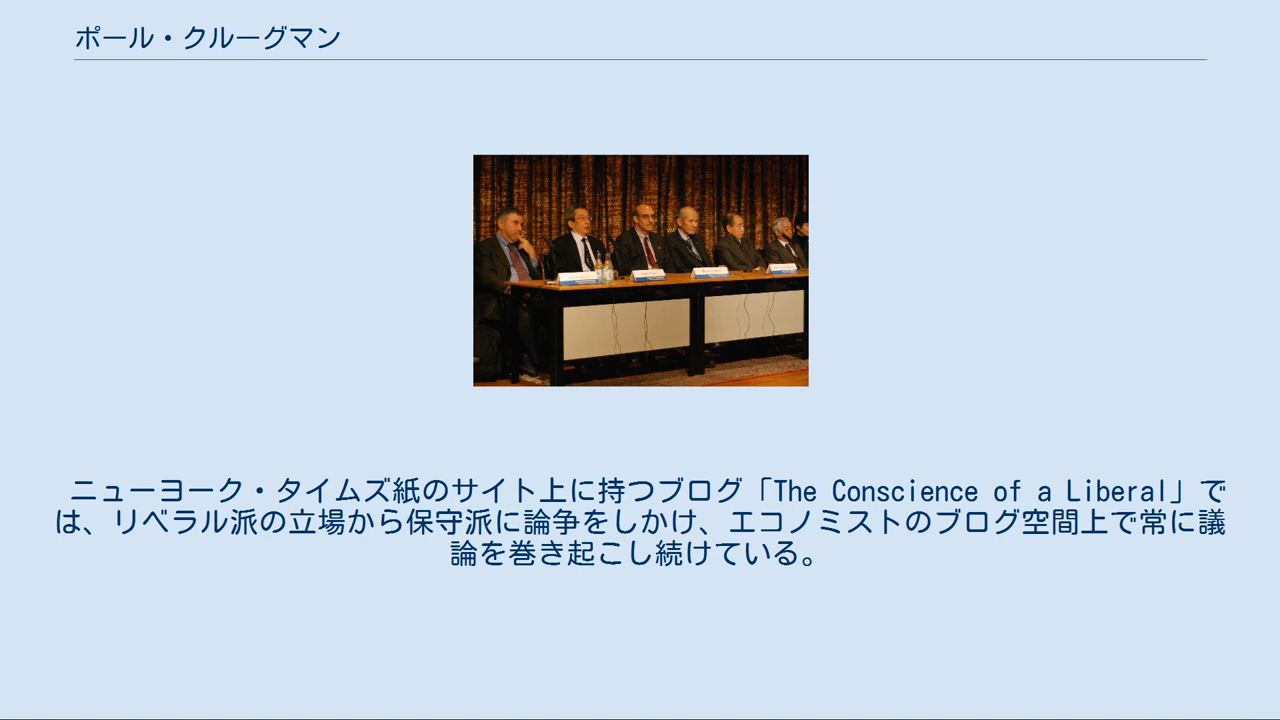 ポール・クルーグマン
ニューヨーク・タイムズ紙のサイト上に持つブログ「The Conscience of a Liberal」で
は、リベラル派の立場から保守派に論争をしかけ、エコノミストのブログ空間上で常に議
論を巻き起こし続けている。